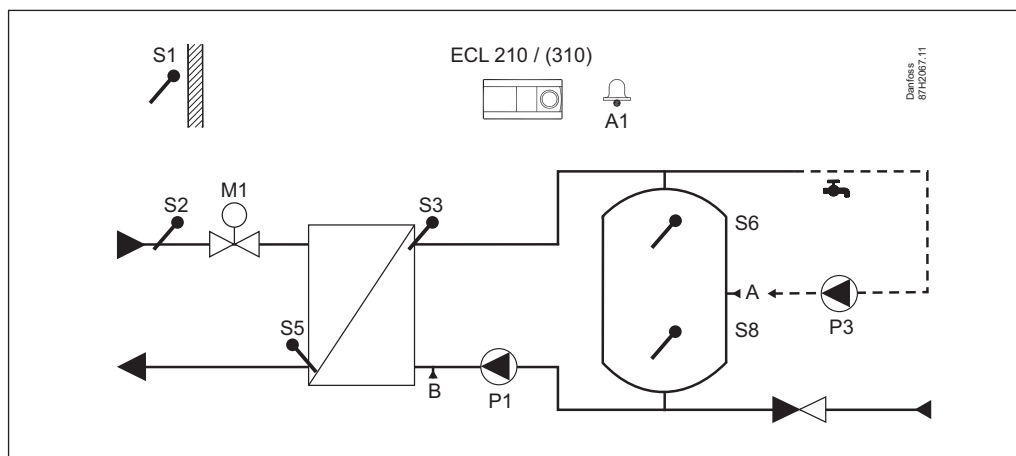 S1
ECL 210 / (310)
A1
Danfoss
87H2067.11
S2
M1
S3
S6
A
S5
S8
P3
B
P1